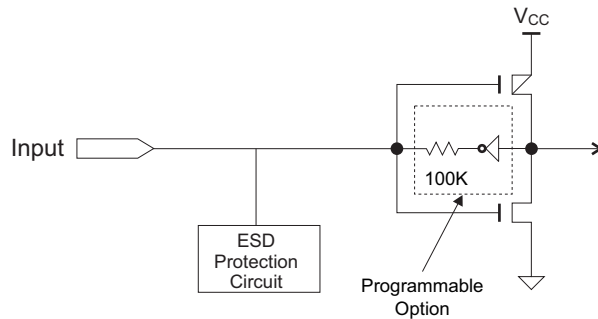 VCC
Input
100K
ESD
Protection
Circuit
Programmable
Option